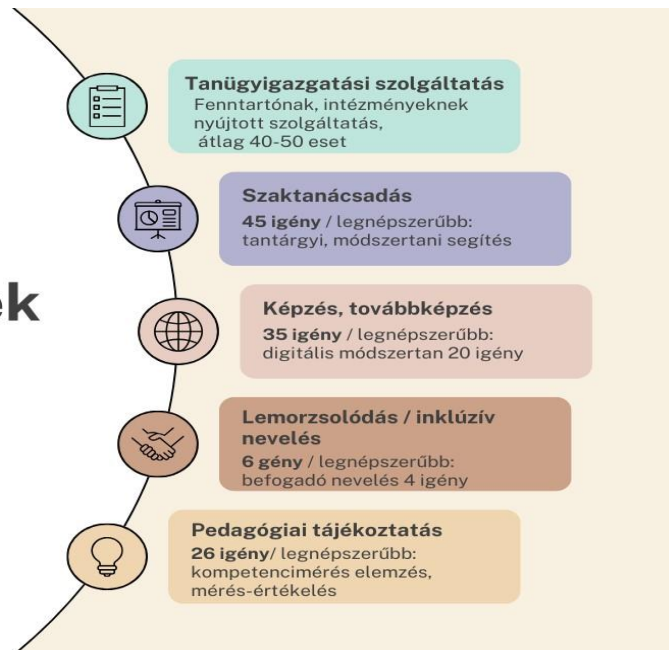 Tanügyigazgatási szolgáltatás
Fenntartónak, intézményeknek
nyújtott szolgáltatás,
átlag 40-50 eset
Szaktanácsadás
45 igény / legnépszerűbb:
tantárgyi, módszertani segítés
ek
Képzés, továbbképzés
35 igény / legnépszerűbb:
digitális módszertan 20 igény
Lemorzsolódás / inklúzív
nevelés
6 gény / legnépszerűbb:
befogadó nevelés 4 igény
Pedagógiai tájékoztatás
26 igény/ legnépszerűbb:
kompetencimérés elemzés,
mérés-értékelés